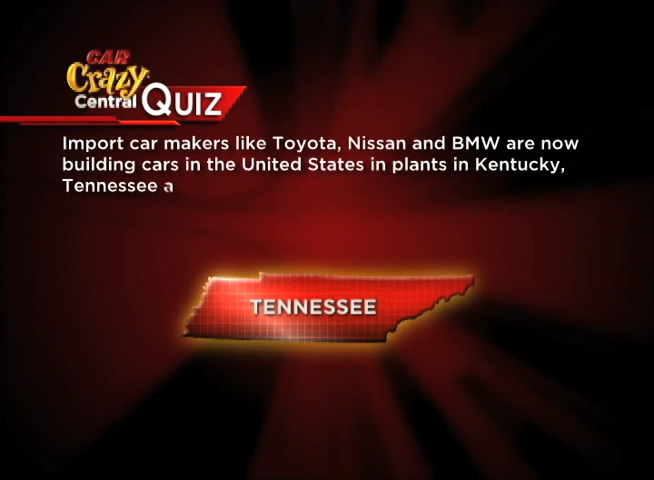 CAR
Crazy
Central QUIZ
Import car makers like Toyota, Nissan and BMW are now
building cars in the United States in plants in Kentucky,
Tennessee a
TENNESSEE